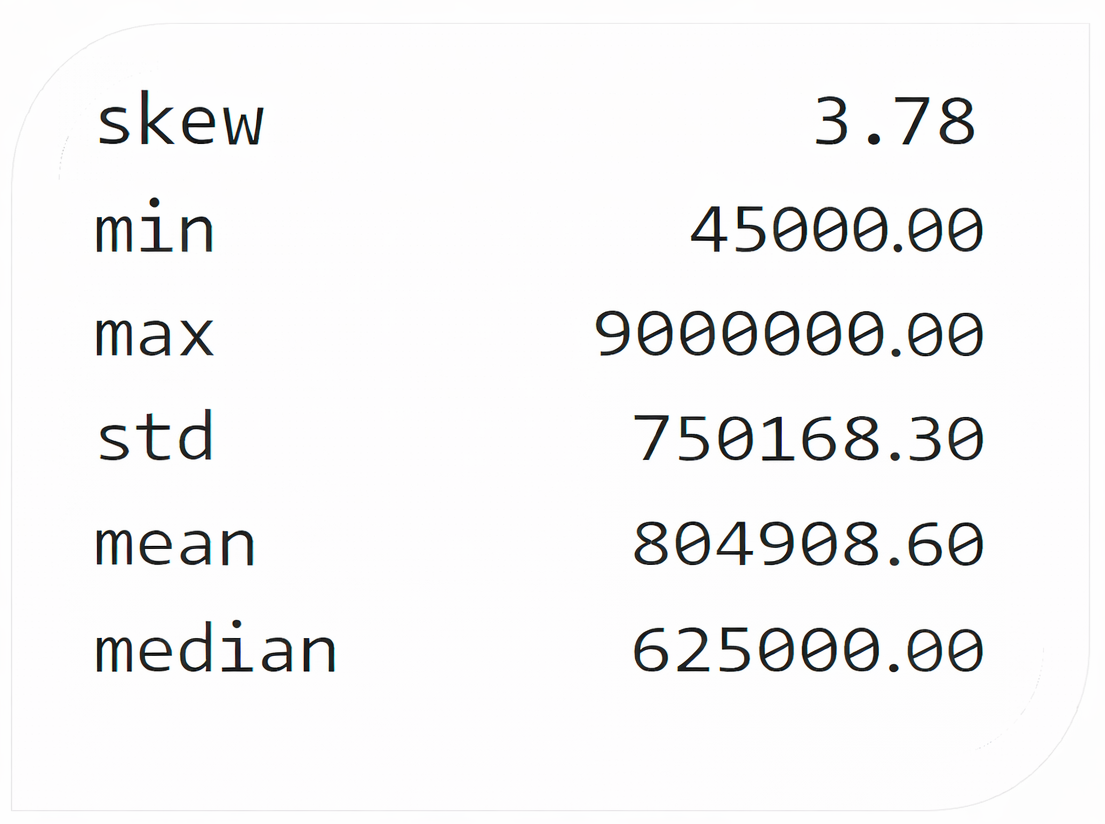 skew 3.78
min 45000.00
max 9000000.00
std 750168.30
mean 804908.60
median 625000.00